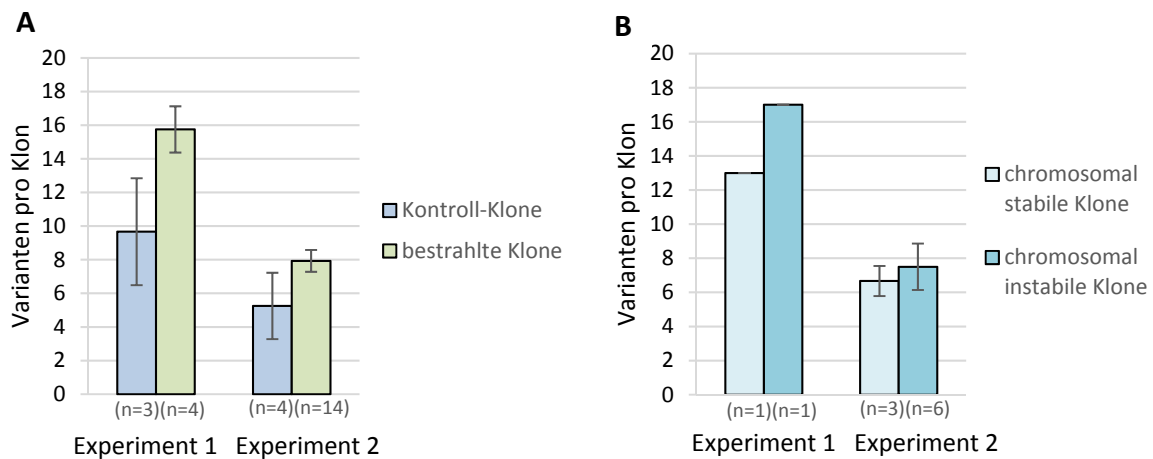 A
Varianten pro Klon
20
18
16
14
12
10
8
6
4
2
0
(n=3)(n=4)
(n=4)(n=14)
Experiment 1
Experiment 2
Kontroll-Klone
bestrahlte Klone
B
Varianten pro Klon
20
18
16
14
12
10
8
6
4
2
0
(n=1)(n=1)
(n=3)(n=6)
Experiment 1
Experiment 2
chromosomal
stabile Klone
chromosomal
instabile Klone